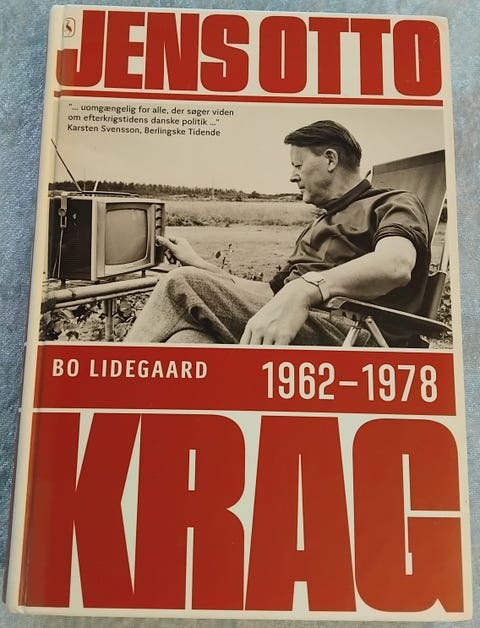 JENS OTTO
"... uomgængelig for alle, der søger viden
om efterkrigstidens danske politik ..."
Karsten Svensson, Berlingske Tidende
BO LIDEGAARD
1962–1978
KRAG